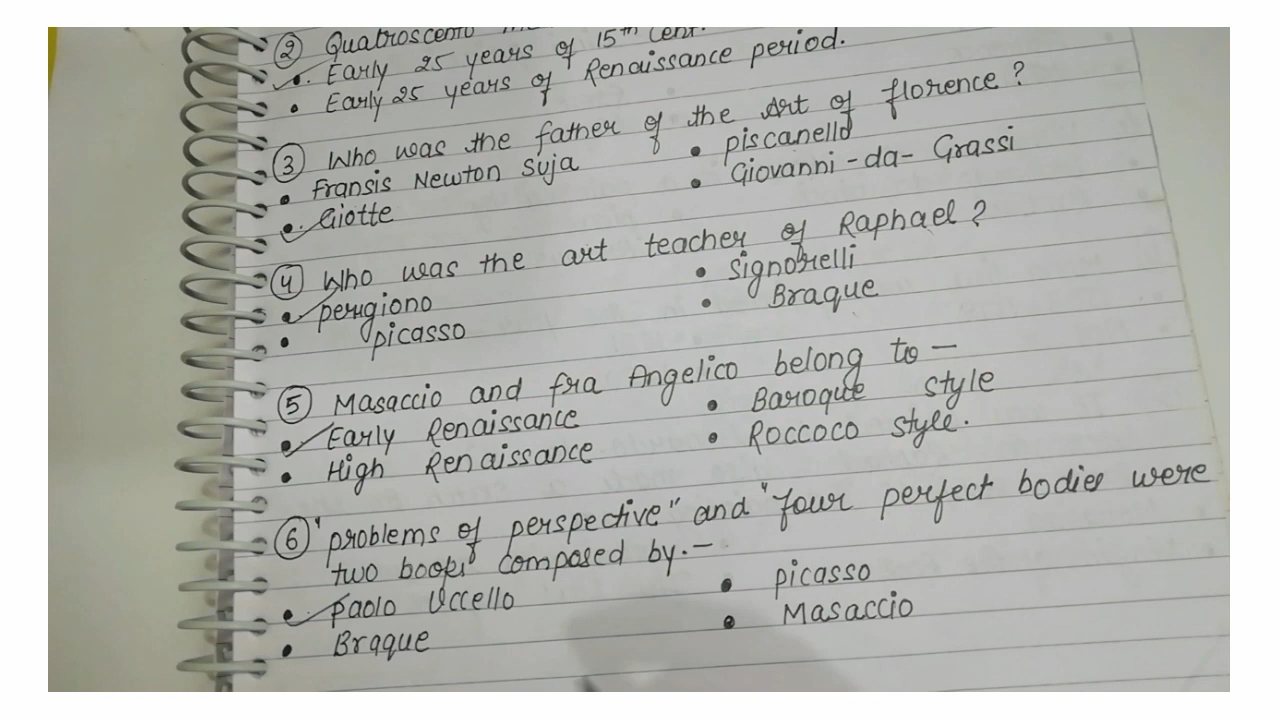 ② Quatroscento
• Early 25 years of 15th Cent.
• Early 25 years of Renaissance period.
③ Who was the father of the Art of florence?
• Fransis Newton Suja • piscanello
• Giotte • Giovanni-da-Grassi
④ Who was the art teacher of Raphael?
• perugiono • Signorelli
• picasso • Braque
⑤ Masaccio and fra Angelico belong to -
• Early Renaissance • Baroque style
• High Renaissance • Roccoco style.
⑥ "problems of perspective" and "four perfect bodies were
two books composed by.-
• Paolo Uccello • picasso
• Braque • Masaccio